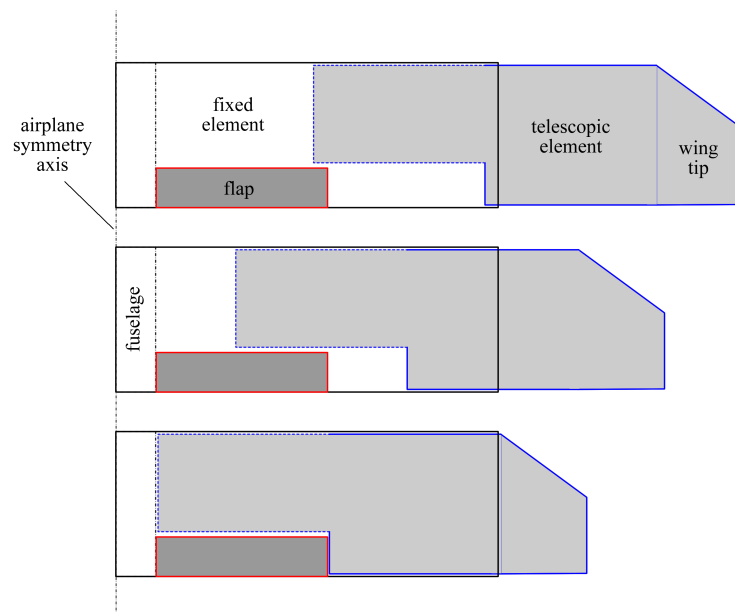 airplane
symmetry
axis
fixed
element
flap
telescopic
element
wing
tip
fuselage